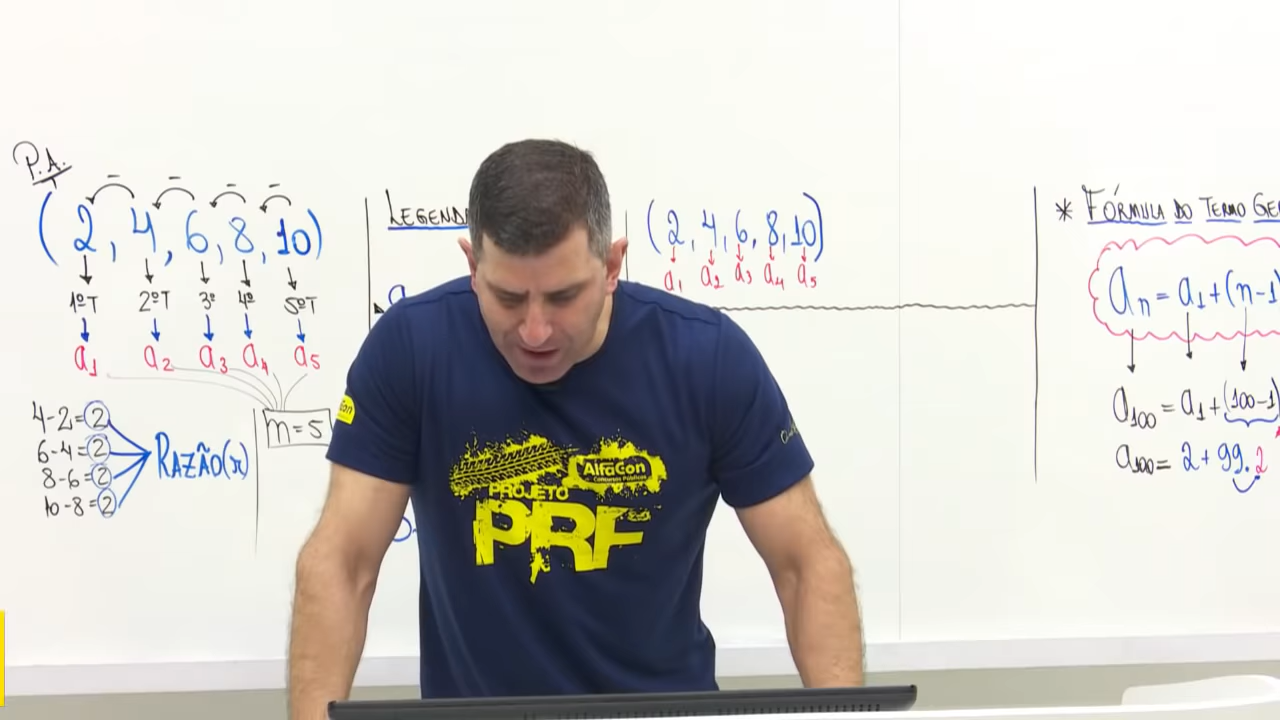 P.A.
(2, 4, 6, 8, 10)
1ºT 2ºT 3º 4º 5ºT
a1 a2 a3 a4 a5
4-2=2
6-4=2
8-6=2
10-8=2
RAZÃO(r)
n=5
(2, 4, 6, 8, 10)
a1 a2 a3 a4 a5
* FÓRMULA DO TERMO
an = a1 + (n-1)
a100 = a1 + (100-1)
a100 = 2 + 99.2
AlfaCon
Concursos Públicos
PROJETO
PRF